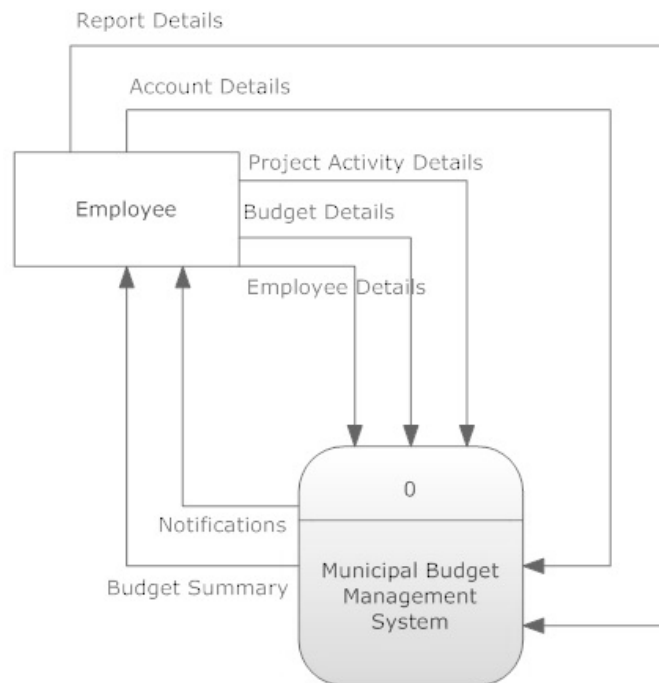 Report Details
Account Details
Project Activity Details
Employee
Budget Details
Employee Details
0
Notifications
Municipal Budget
Management
System
Budget Summary